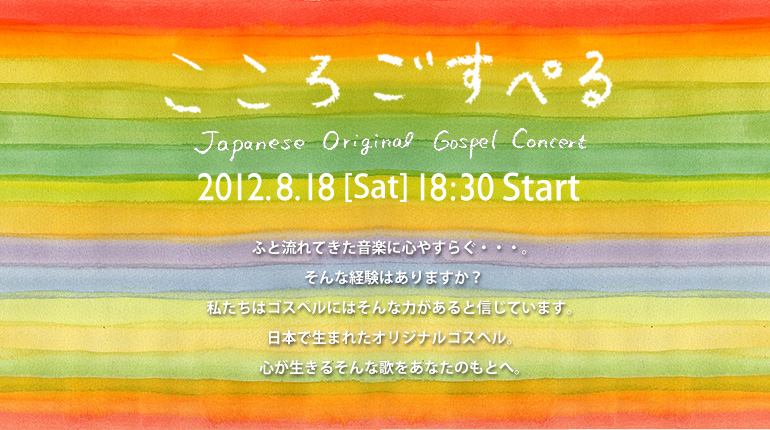 こころごすぺる
Japanese Original Gospel Concert
2012.8.18 [Sat] 18:30 Start
ふと流れてきた音楽に心やすらぐ・・・。
そんな経験はありますか？
私たちはゴスペルにはそんな力があると信じています。
日本で生まれたオリジナルゴスペル。
心が生きるそんな歌をあなたのもとへ。